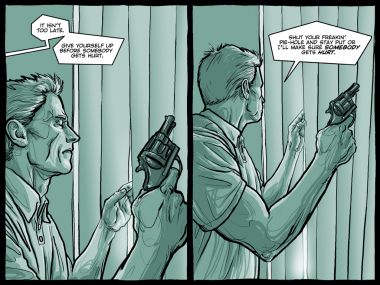 IT ISN'T
TOO LATE.
GIVE YOURSELF UP
BEFORE SOMEBODY
GETS HURT.
SHUT YOUR FREAKIN'
PIE-HOLE AND STAY PUT OR
I'LL MAKE SURE SOMEBODY
GETS HURT.